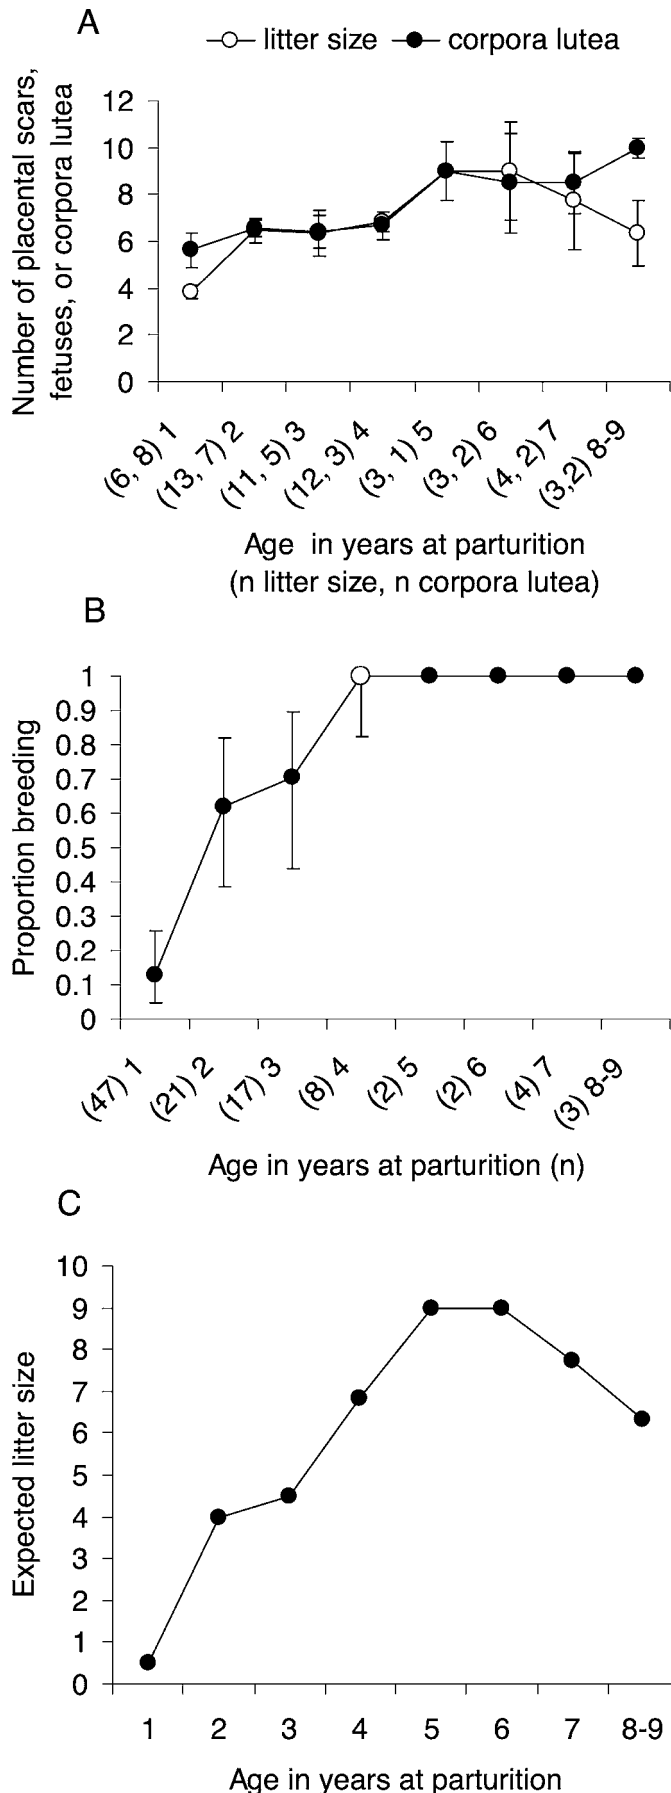 A
litter size
corpora lutea
Number of placental scars,
fetuses, or corpora lutea
12
10
8
6
4
2
0
(6, 8) 1
(13, 7) 2
(11, 5) 3
(12, 3) 4
(3, 1) 5
(3, 2) 6
(4, 2) 7
(3,2) 8-9
Age in years at parturition
(n litter size, n corpora lutea)
B
Proportion breeding
1
0.9
0.8
0.7
0.6
0.5
0.4
0.3
0.2
0.1
0
(47) 1
(21) 2
(17) 3
(8) 4
(2) 5
(2) 6
(4) 7
(3) 8-9
Age in years at parturition (n)
C
Expected litter size
10
9
8
7
6
5
4
3
2
1
0
1 2 3 4 5 6 7 8-9
Age in years at parturition